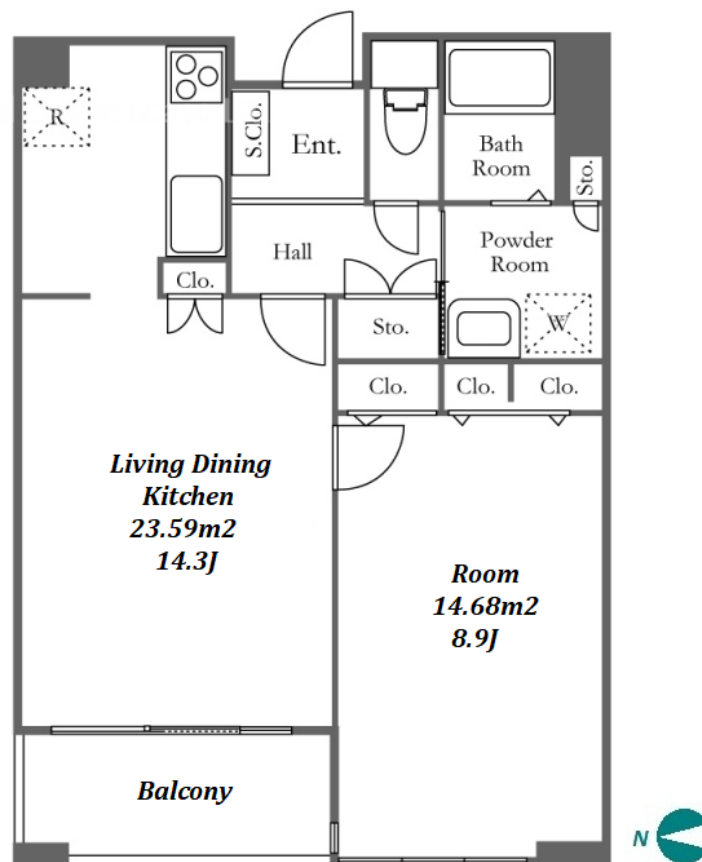 R
S.Clo.
Ent.
Bath
Room
Sto.
Hall
Powder
Room
Clo.
Sto.
W
Clo.
Clo.
Clo.
Living Dining
Kitchen
23.59m2
14.3J
Room
14.68m2
8.9J
Balcony
N